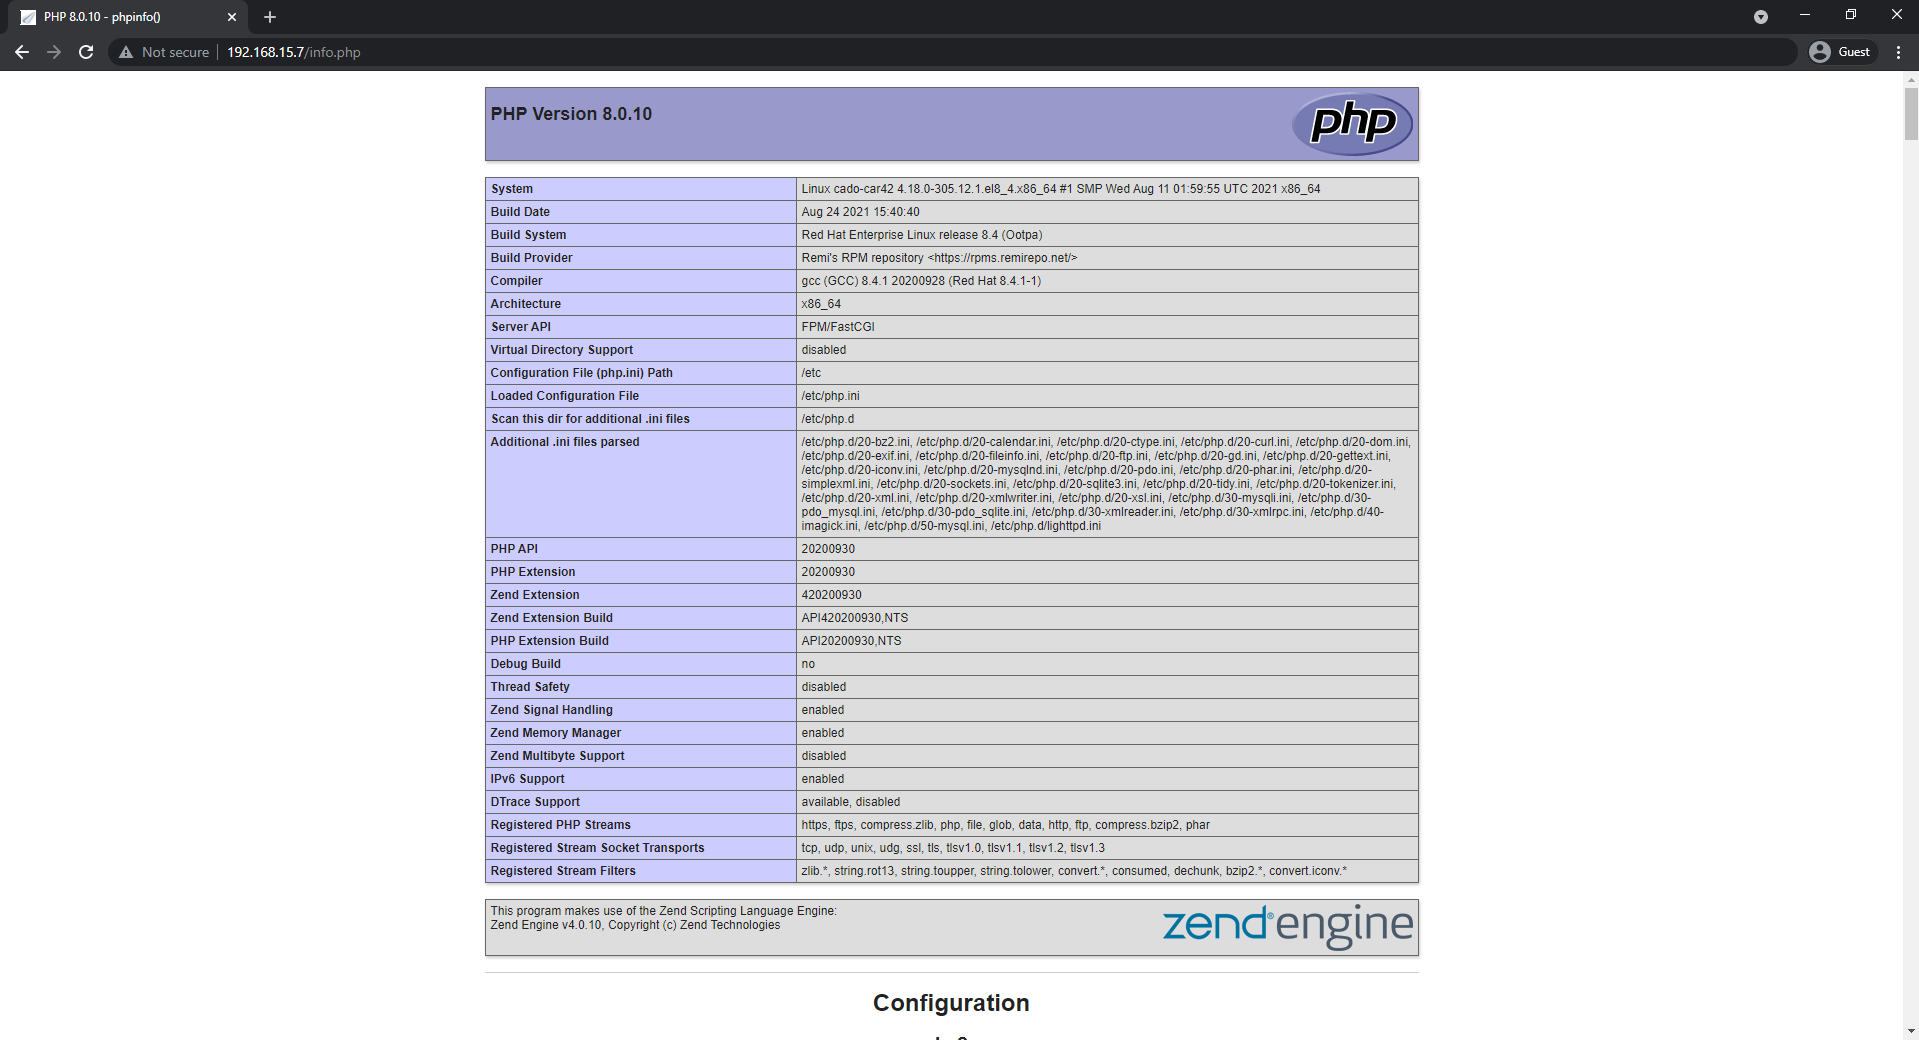 PHP 8.0.10 - phpinfo()
Not secure
192.168.15.7/info.php
Guest
PHP Version 8.0.10
php
System Linux cado-car42 4.18.0-305.12.1.el8_4.x86_64 #1 SMP Wed Aug 11 01:59:55 UTC 2021 x86_64
Build Date Aug 24 2021 15:40:40
Build System Red Hat Enterprise Linux release 8.4 (Ootpa)
Build Provider Remi's RPM repository <https://rpms.remirepo.net/>
Compiler gcc (GCC) 8.4.1 20200928 (Red Hat 8.4.1-1)
Architecture x86_64
Server API FPM/FastCGI
Virtual Directory Support disabled
Configuration File (php.ini) Path /etc
Loaded Configuration File /etc/php.ini
Scan this dir for additional .ini files /etc/php.d
Additional .ini files parsed /etc/php.d/20-bz2.ini, /etc/php.d/20-calendar.ini, /etc/php.d/20-ctype.ini, /etc/php.d/20-curl.ini, /etc/php.d/20-dom.ini,
/etc/php.d/20-exif.ini, /etc/php.d/20-fileinfo.ini, /etc/php.d/20-ftp.ini, /etc/php.d/20-gd.ini, /etc/php.d/20-gettext.ini,
/etc/php.d/20-iconv.ini, /etc/php.d/20-mysqlnd.ini, /etc/php.d/20-pdo.ini, /etc/php.d/20-phar.ini, /etc/php.d/20-
simplexml.ini, /etc/php.d/20-sockets.ini, /etc/php.d/20-sqlite3.ini, /etc/php.d/20-tidy.ini, /etc/php.d/20-tokenizer.ini,
/etc/php.d/20-xml.ini, /etc/php.d/20-xmlwriter.ini, /etc/php.d/20-xsl.ini, /etc/php.d/30-mysqli.ini, /etc/php.d/30-
pdo_mysql.ini, /etc/php.d/30-pdo_sqlite.ini, /etc/php.d/30-xmlreader.ini, /etc/php.d/30-xmlrpc.ini, /etc/php.d/40-
imagick.ini, /etc/php.d/50-mysql.ini, /etc/php.d/lighttpd.ini
PHP API 20200930
PHP Extension 20200930
Zend Extension 420200930
Zend Extension Build API420200930,NTS
PHP Extension Build API20200930,NTS
Debug Build no
Thread Safety disabled
Zend Signal Handling enabled
Zend Memory Manager enabled
Zend Multibyte Support disabled
IPv6 Support enabled
DTrace Support available, disabled
Registered PHP Streams https, ftps, compress.zlib, php, file, glob, data, http, ftp, compress.bzip2, phar
Registered Stream Socket Transports tcp, udp, unix, udg, ssl, tls, tlsv1.0, tlsv1.1, tlsv1.2, tlsv1.3
Registered Stream Filters zlib.*, string.rot13, string.toupper, string.tolower, convert.*, consumed, dechunk, bzip2.*, convert.iconv.*
This program makes use of the Zend Scripting Language Engine:
Zend Engine v4.0.10, Copyright (c) Zend Technologies
zend® engine
Configuration